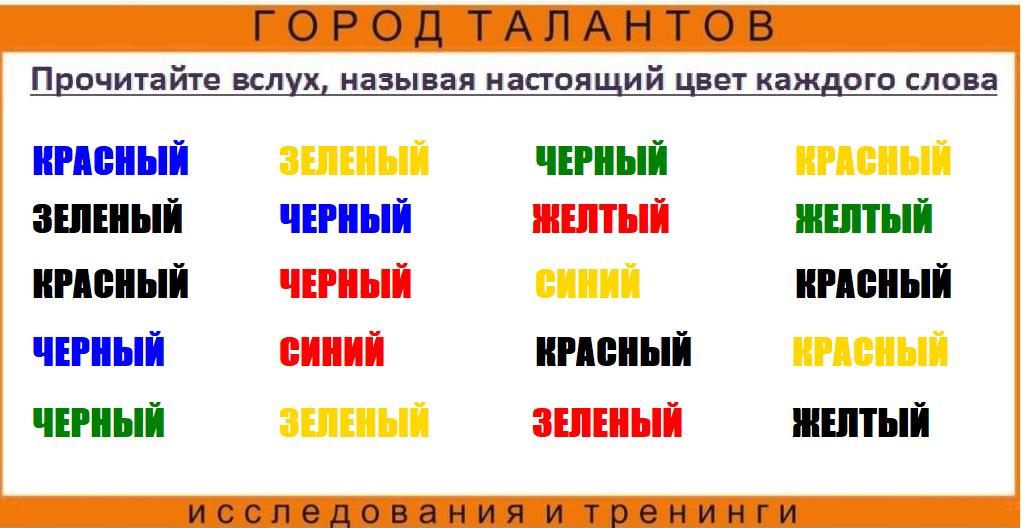 ГОРОД ТАЛАНТОВ
Прочитайте вслух, называя настоящий цвет каждого слова
КРАСНЫЙ ЗЕЛЕНЫЙ ЧЕРНЫЙ КРАСНЫЙ
ЗЕЛЕНЫЙ ЧЕРНЫЙ ЖЕЛТЫЙ ЖЕЛТЫЙ
КРАСНЫЙ ЧЕРНЫЙ СИНИЙ КРАСНЫЙ
ЧЕРНЫЙ СИНИЙ КРАСНЫЙ КРАСНЫЙ
ЧЕРНЫЙ ЗЕЛЕНЫЙ ЗЕЛЕНЫЙ ЖЕЛТЫЙ
исследования и тренинги